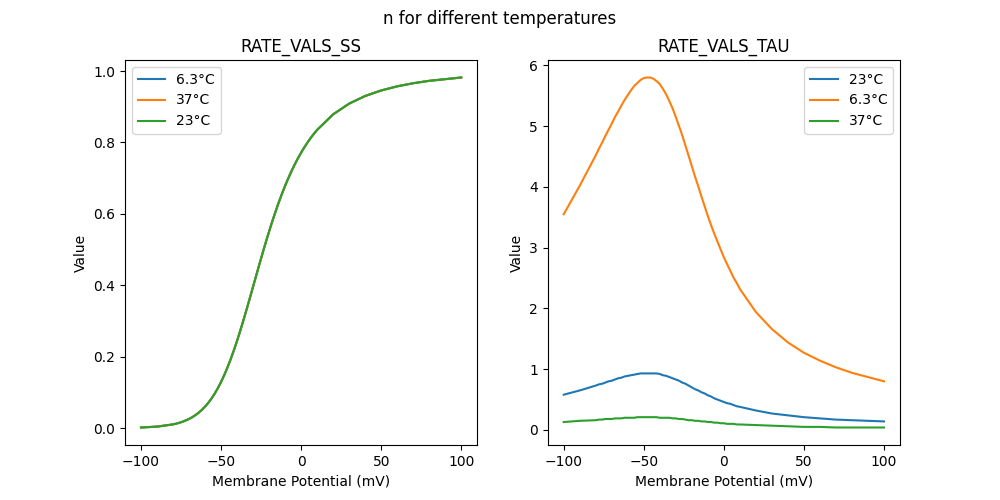 n for different temperatures
RATE_VALS_SS
1.0
0.8
0.6
0.4
0.2
0.0
Value
6.3°C
37°C
23°C
−100
−50
0
50
100
Membrane Potential (mV)
RATE_VALS_TAU
6
5
4
3
2
1
0
Value
23°C
6.3°C
37°C
−100
−50
0
50
100
Membrane Potential (mV)